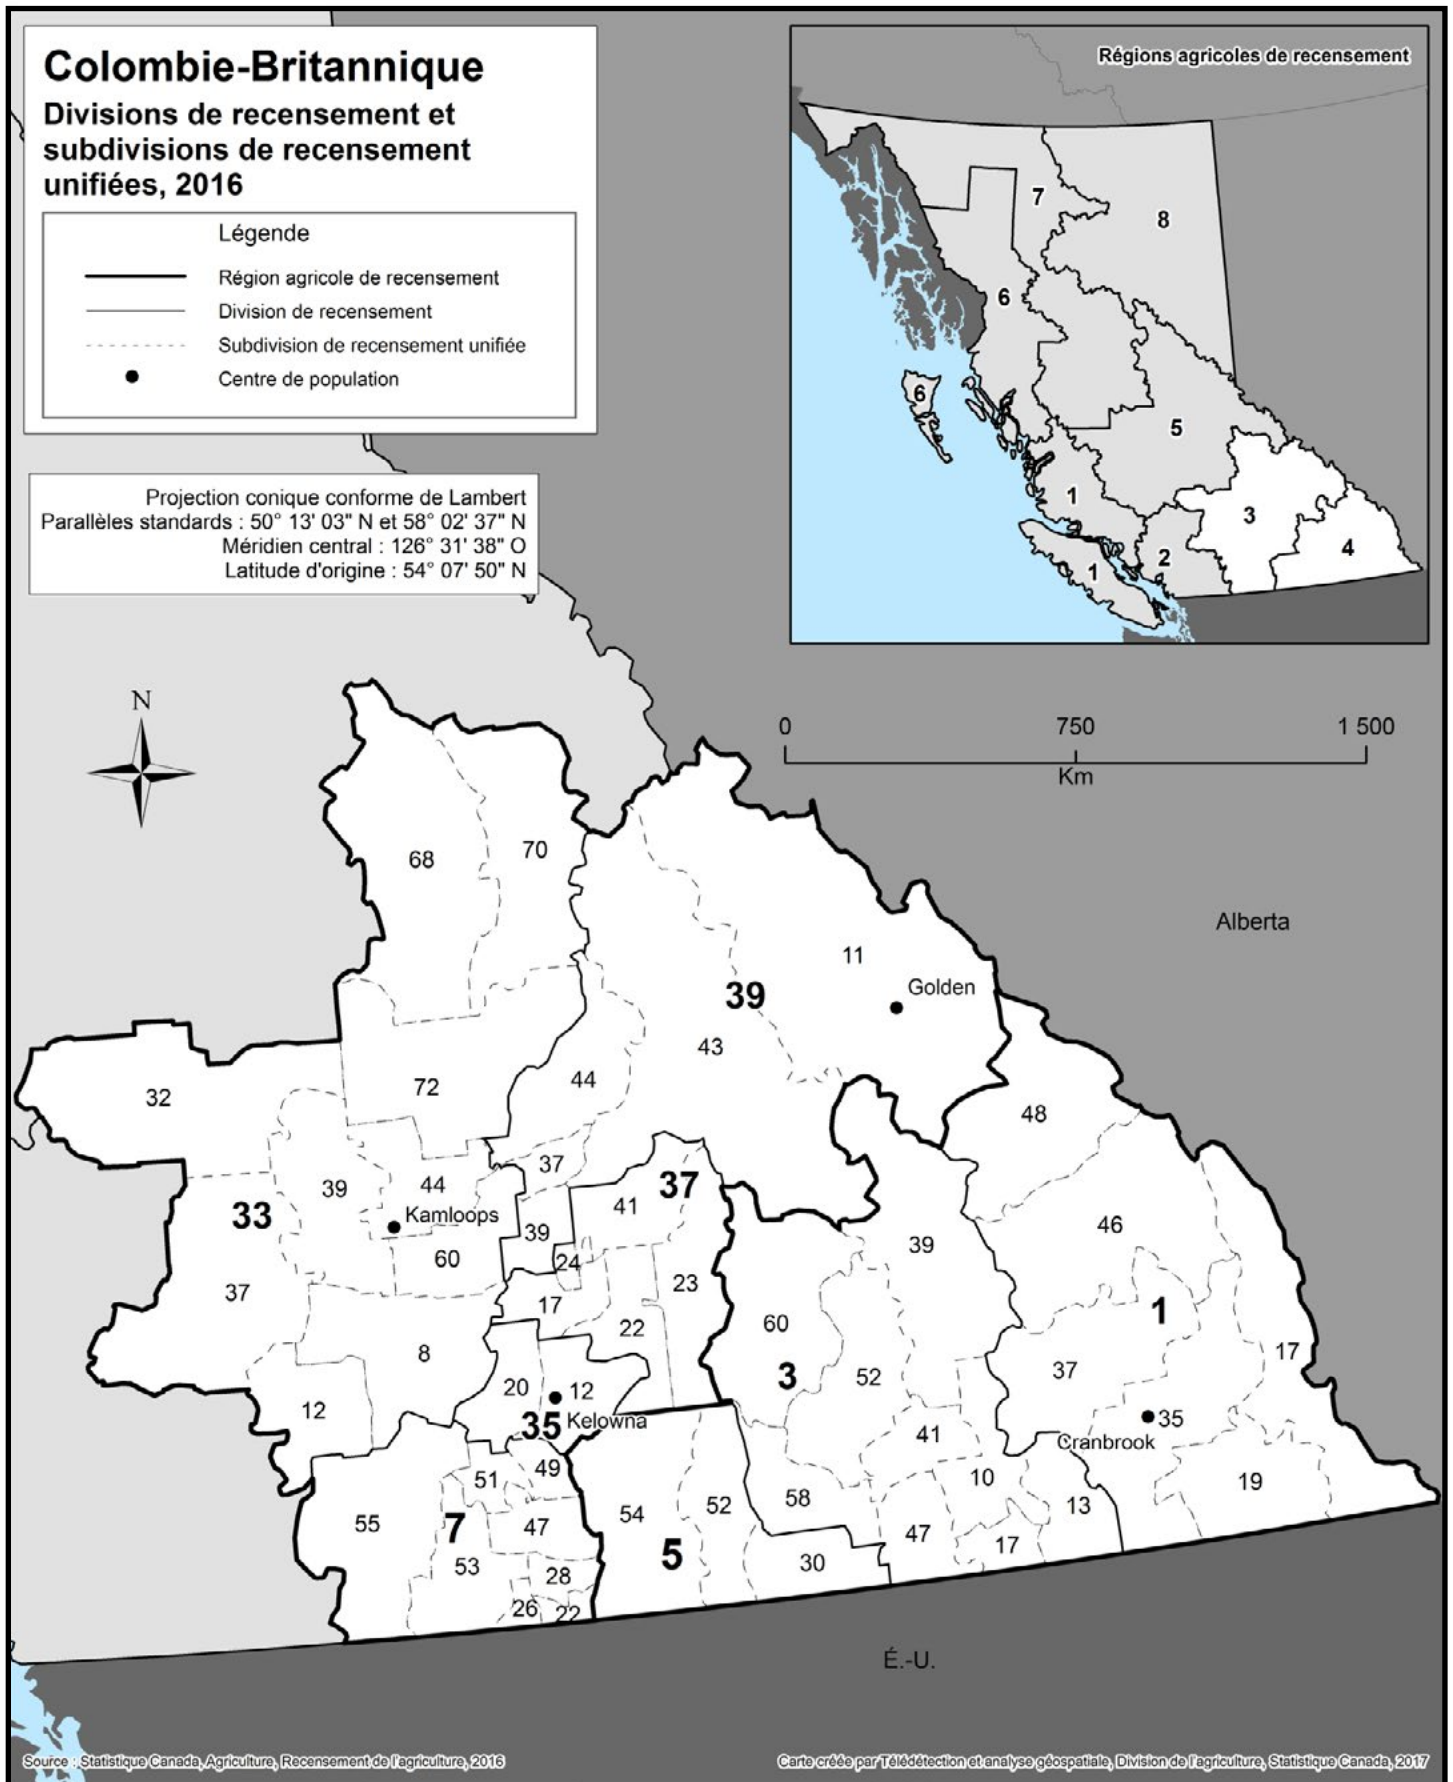 Colombie-Britannique
Divisions de recensement et
subdivisions de recensement
unifiées, 2016
Légende
Région agricole de recensement
Division de recensement
Subdivision de recensement unifiée
Centre de population
Projection conique conforme de Lambert
Parallèles standards : 50° 13' 03" N et 58° 02' 37" N
Méridien central : 126° 31' 38" O
Latitude d'origine : 54° 07' 50" N
Régions agricoles de recensement
7
8
6
6
5
1
3
2
4
1
N
0 750 1 500
Km
68
70
Alberta
11
39
Golden
43
32
72
44
48
37
39
44
37
33
41
Kamloops
39
46
39
60
24
37
23
17
60
1
22
8
3
17
37
52
20
12
12
35
Kelowna
35
Cranbrook
41
49
51
10
19
58
54
52
13
55
7
47
47
17
5
30
53
28
26
22
É.-U.
Source : Statistique Canada, Agriculture, Recensement de l'agriculture, 2016
Carte créée par Télédétection et analyse géospatiale, Division de l'agriculture, Statistique Canada, 2017